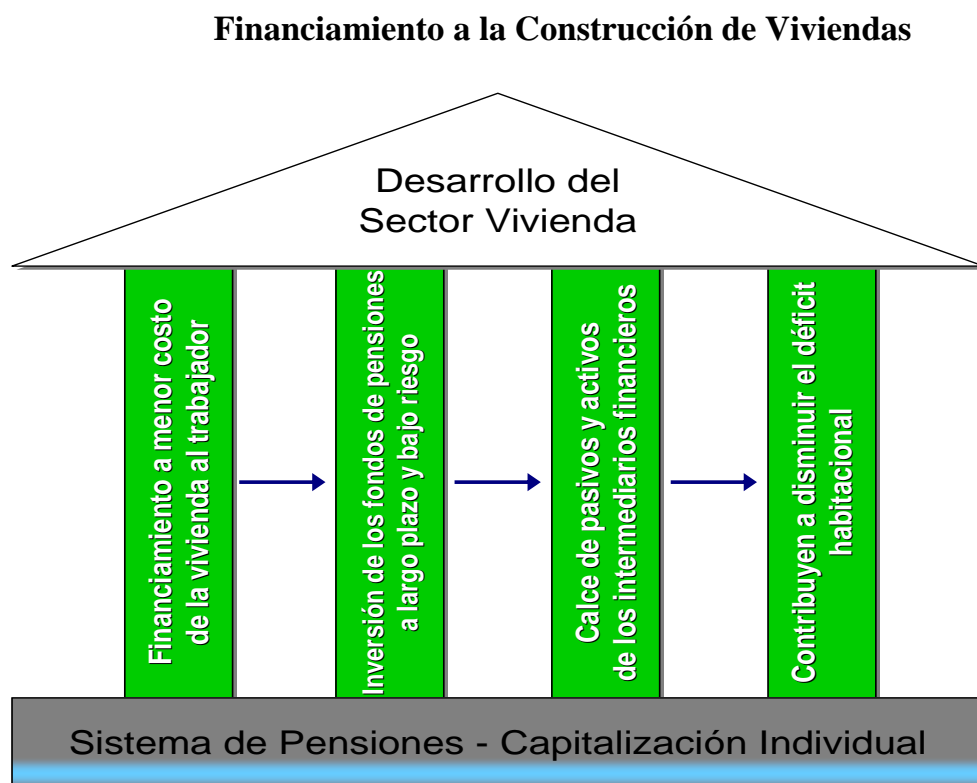 Financiamiento a la Construcción de Viviendas
Desarrollo del
Sector Vivienda
Financiamiento a menor costo
de la vivienda al trabajador
Inversión de los fondos de pensiones
a largo plazo y bajo riesgo
Calce de pasivos y activos
de los intermediarios financieros
Contribuyen a disminuir el déficit
habitacional
Sistema de Pensiones - Capitalización Individual